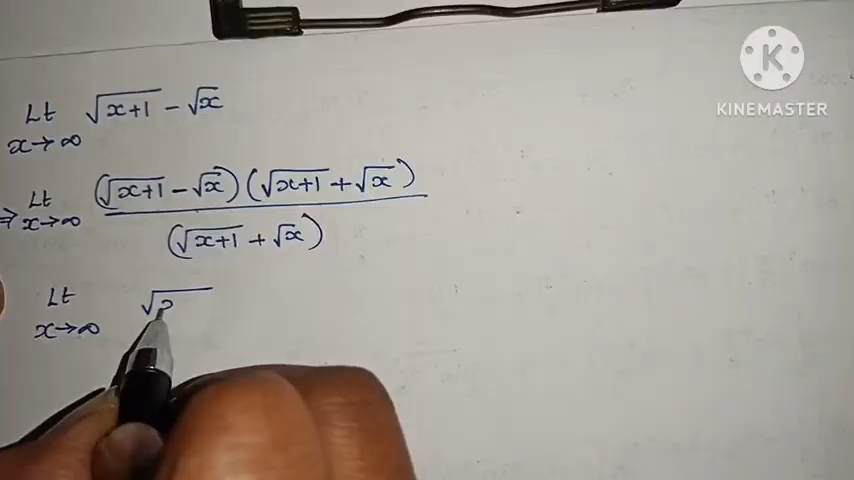 Lt √(x+1) - √x
x→∞
K
KINEMASTER
⇒ Lt (√(x+1) - √x) (√(x+1) + √x)
x→∞ (√(x+1) + √x)
Lt √
x→∞